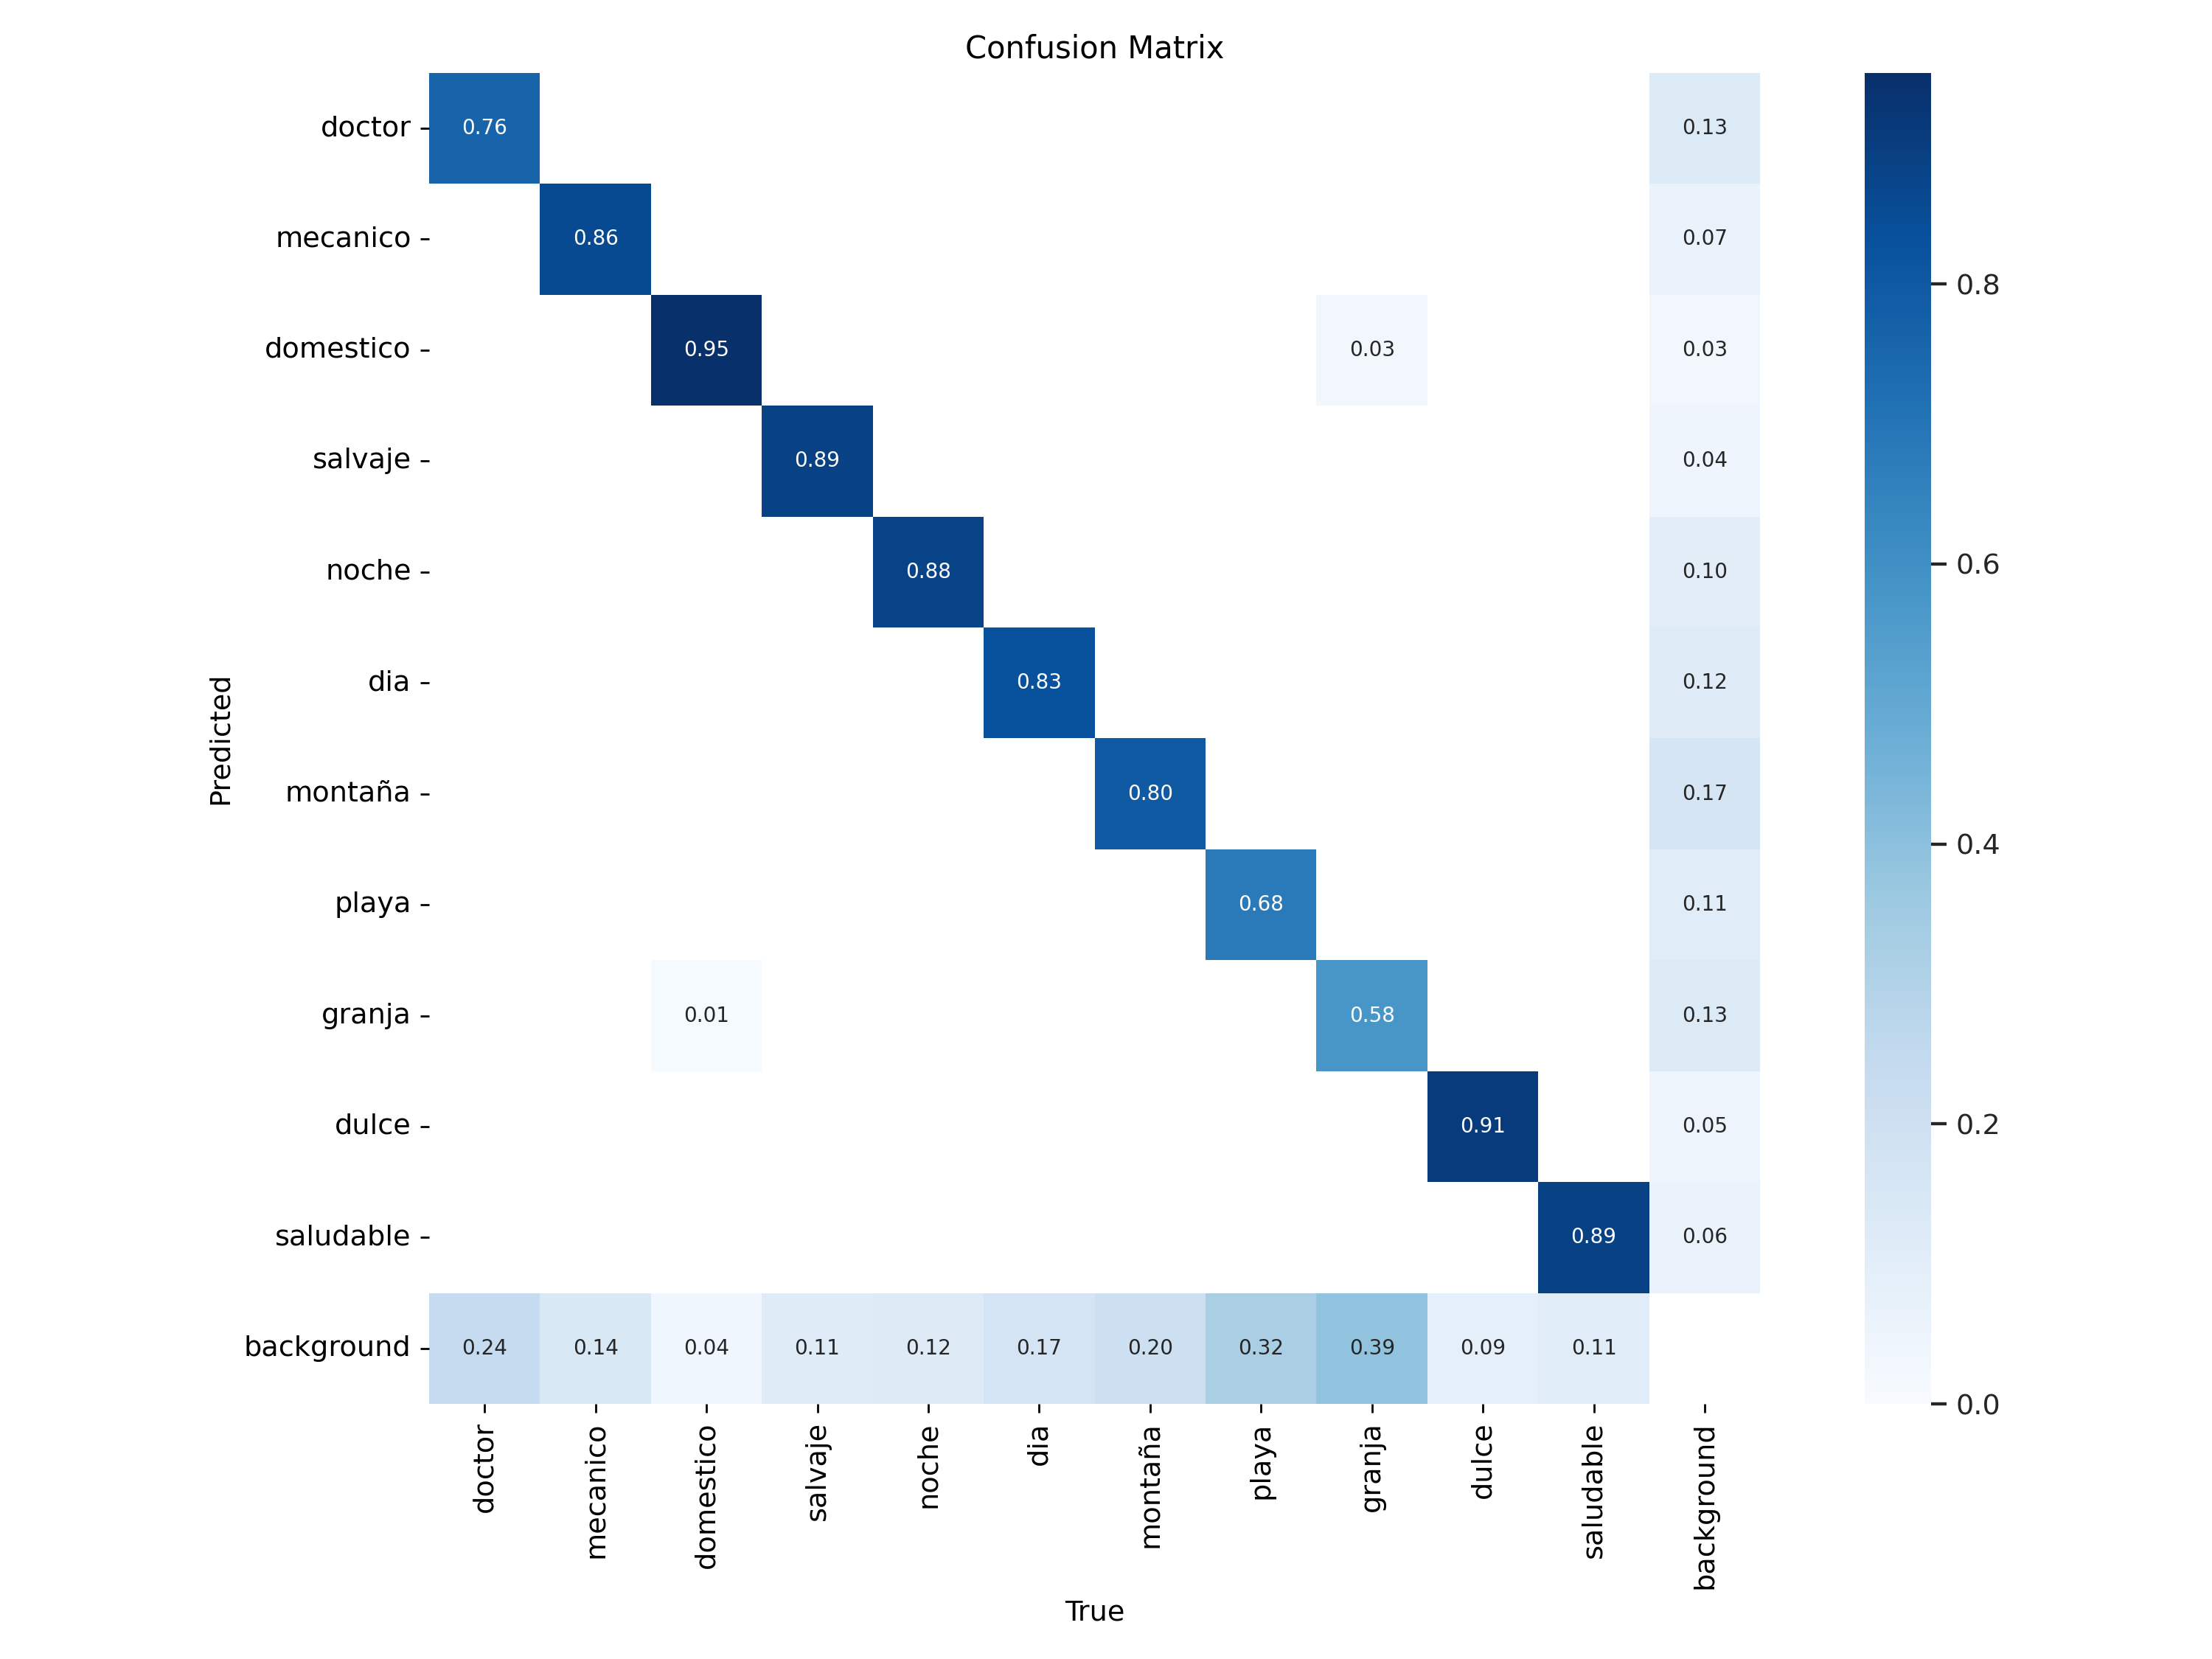 Confusion Matrix
doctor 0.76 0.13
mecanico 0.86 0.07
domestico 0.95 0.03 0.03
salvaje 0.89 0.04
noche 0.88 0.10
dia 0.83 0.12
montaña 0.80 0.17
playa 0.68 0.11
granja 0.01 0.58 0.13
dulce 0.91 0.05
saludable 0.89 0.06
background 0.24 0.14 0.04 0.11 0.12 0.17 0.20 0.32 0.39 0.09 0.11
Predicted
doctor mecanico domestico salvaje noche dia montaña playa granja dulce saludable background
True
0.8
0.6
0.4
0.2
0.0